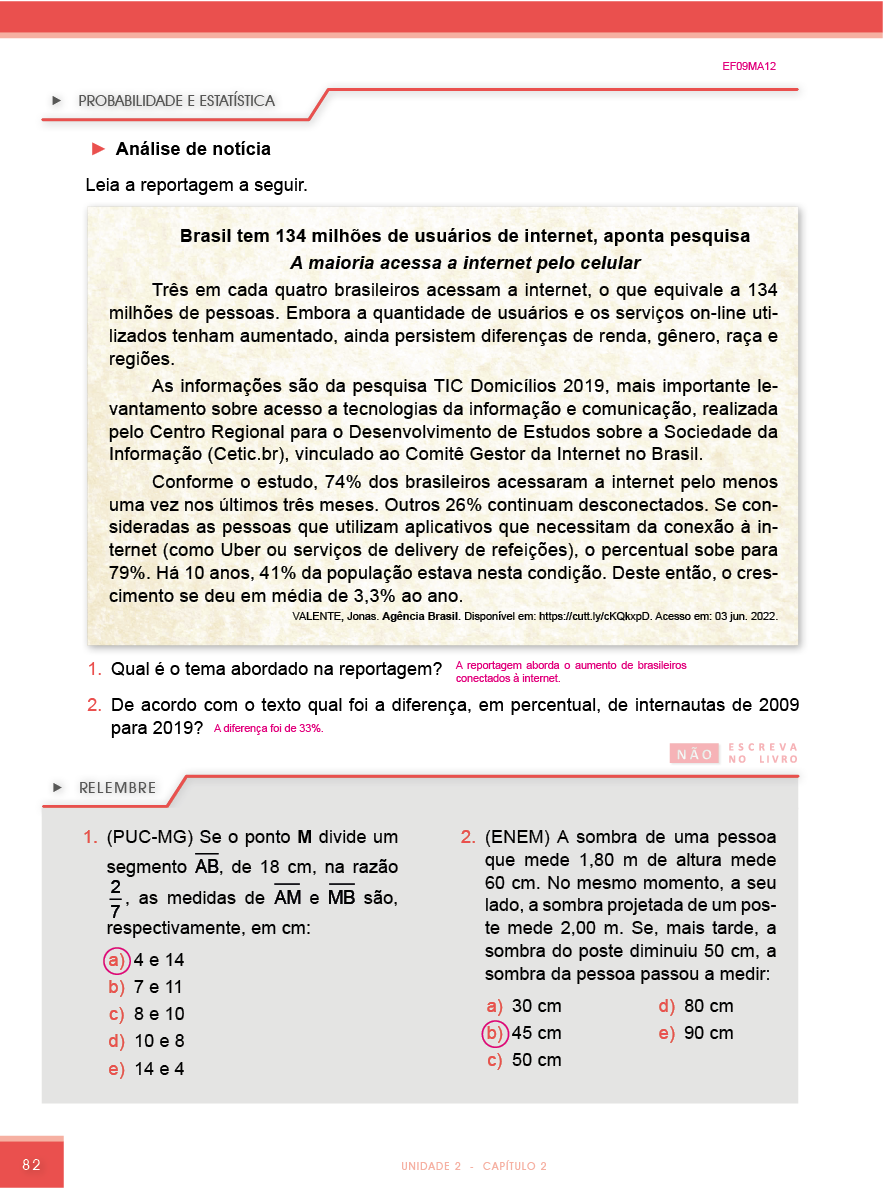 EF09MA12
PROBABILIDADE E ESTATÍSTICA
Análise de notícia
Leia a reportagem a seguir.
Brasil tem 134 milhões de usuários de internet, aponta pesquisa
A maioria acessa a internet pelo celular
Três em cada quatro brasileiros acessam a internet, o que equivale a 134
milhões de pessoas. Embora a quantidade de usuários e os serviços on-line uti-
lizados tenham aumentado, ainda persistem diferenças de renda, gênero, raça e
regiões.
As informações são da pesquisa TIC Domicílios 2019, mais importante le-
vantamento sobre acesso a tecnologias da informação e comunicação, realizada
pelo Centro Regional para o Desenvolvimento de Estudos sobre a Sociedade da
Informação (Cetic.br), vinculado ao Comitê Gestor da Internet no Brasil.
Conforme o estudo, 74% dos brasileiros acessaram a internet pelo menos
uma vez nos últimos três meses. Outros 26% continuam desconectados. Se con-
sideradas as pessoas que utilizam aplicativos que necessitam da conexão à in-
ternet (como Uber ou serviços de delivery de refeições), o percentual sobe para
79%. Há 10 anos, 41% da população estava nesta condição. Deste então, o cres-
cimento se deu em média de 3,3% ao ano.
VALENTE, Jonas. Agência Brasil. Disponível em: https://cutt.ly/cKQkxpD. Acesso em: 03 jun. 2022.
1. Qual é o tema abordado na reportagem? A reportagem aborda o aumento de brasileiros
conectados à internet.
2. De acordo com o texto qual foi a diferença, em percentual, de internautas de 2009
para 2019? A diferença foi de 33%.
NÃO ESCREVA
NO LIVRO
RELEMBRE
1. (PUC-MG) Se o ponto M divide um
segmento AB, de 18 cm, na razão
2/7, as medidas de AM e MB são,
respectivamente, em cm:
a) 4 e 14
b) 7 e 11
c) 8 e 10
d) 10 e 8
e) 14 e 4
2. (ENEM) A sombra de uma pessoa
que mede 1,80 m de altura mede
60 cm. No mesmo momento, a seu
lado, a sombra projetada de um pos-
te mede 2,00 m. Se, mais tarde, a
sombra do poste diminuiu 50 cm, a
sombra da pessoa passou a medir:
a) 30 cm
b) 45 cm
c) 50 cm
d) 80 cm
e) 90 cm
82
UNIDADE 2 - CAPÍTULO 2